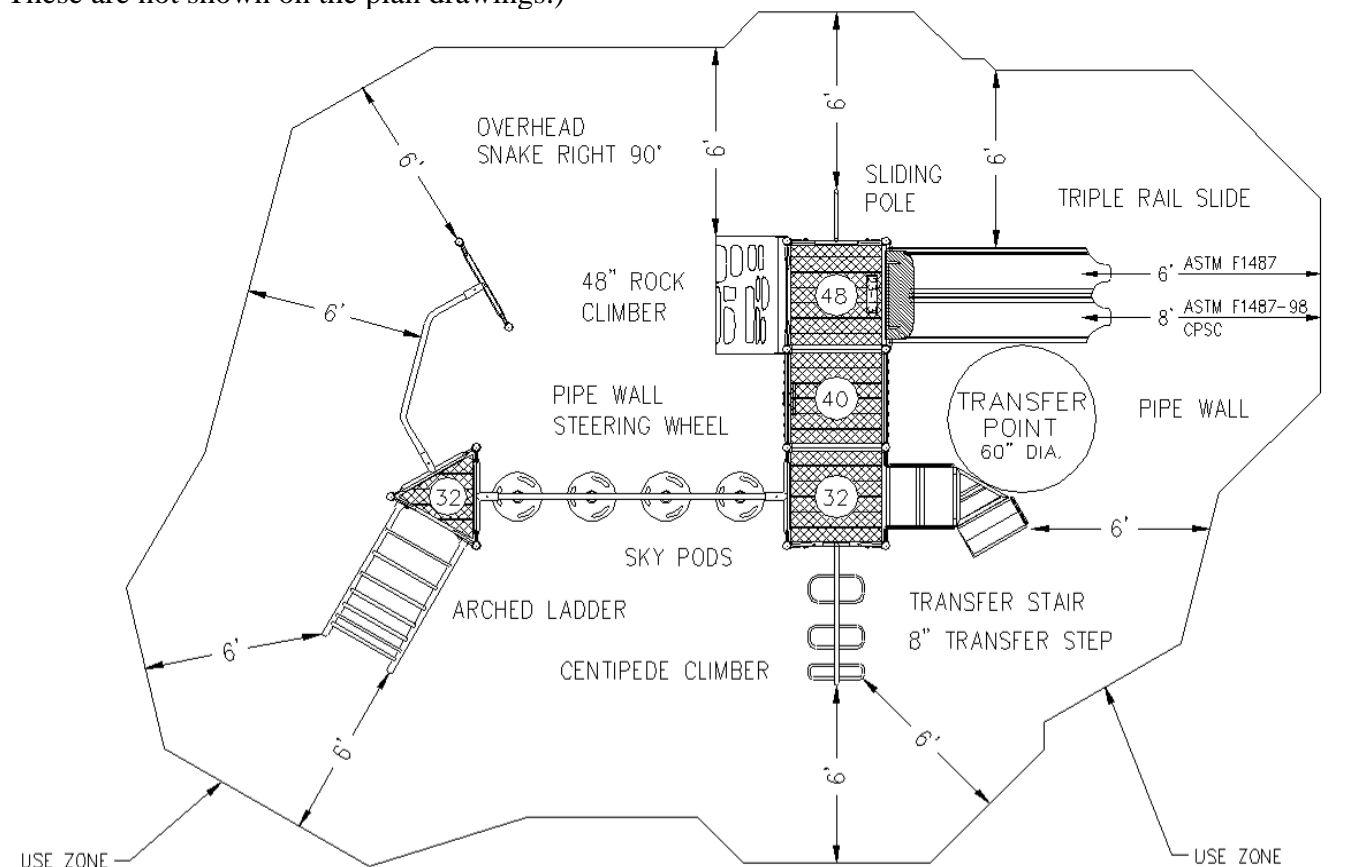 These are not shown on the plan drawings.)
6'
6'
6'
6'
OVERHEAD
SNAKE RIGHT 90°
SLIDING
POLE
TRIPLE RAIL SLIDE
6'
48" ROCK
CLIMBER
48
6' ASTM F1487
8' ASTM F1487-98
CPSC
PIPE WALL
STEERING WHEEL
40
TRANSFER
POINT
60" DIA.
PIPE WALL
32
32
6'
SKY PODS
ARCHED LADDER
TRANSFER STAIR
8" TRANSFER STEP
6'
CENTIPEDE CLIMBER
6'
6'
6'
USE ZONE
USE ZONE